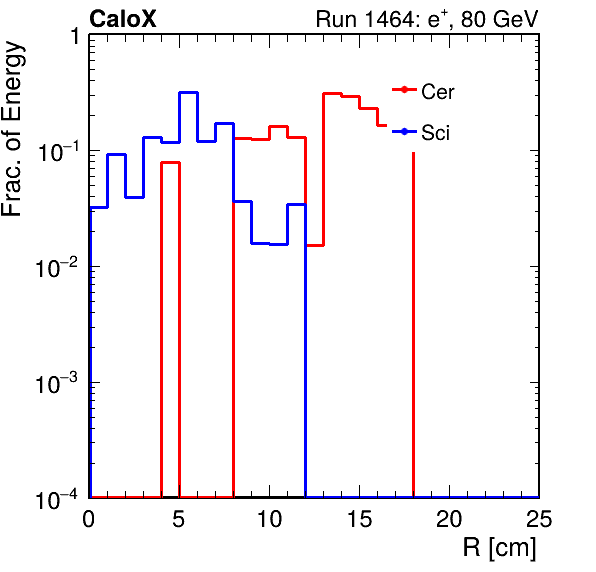 CaloX Run 1464: e⁺, 80 GeV
Frac. of Energy
1
10⁻¹
10⁻²
10⁻³
10⁻⁴
Cer
Sci
0 5 10 15 20 25
R [cm]